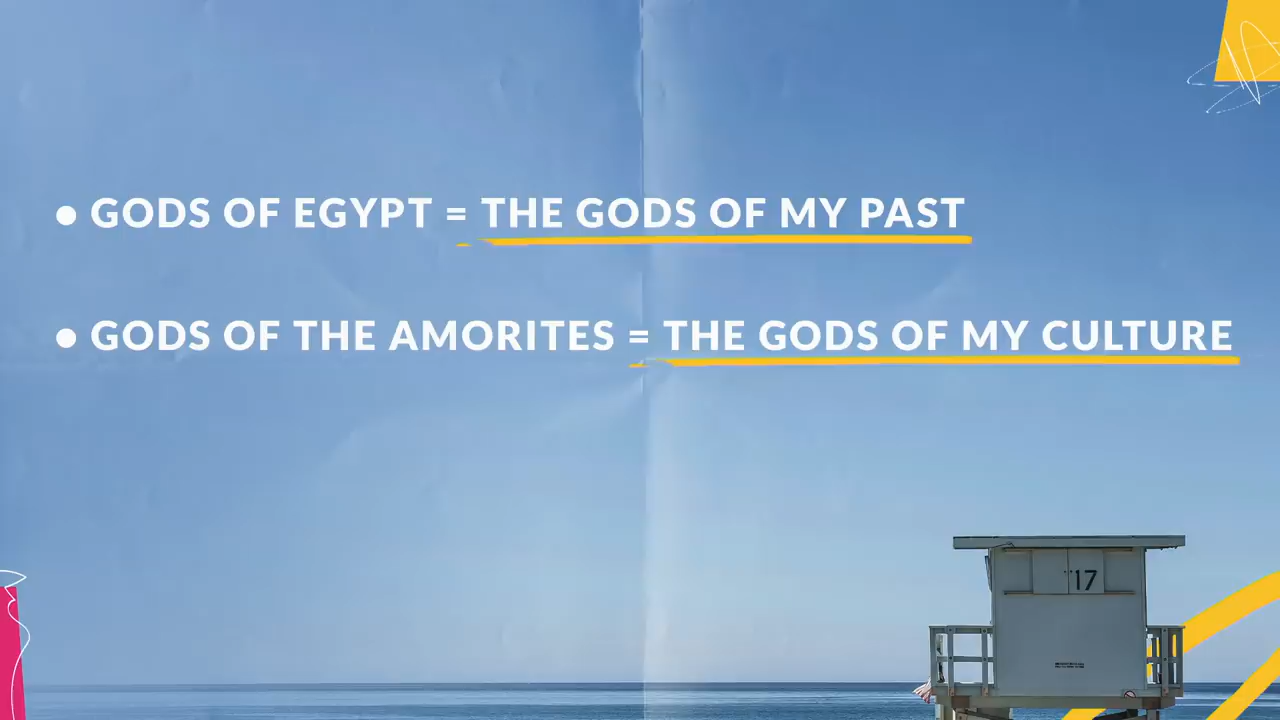 • GODS OF EGYPT = THE GODS OF MY PAST
• GODS OF THE AMORITES = THE GODS OF MY CULTURE
'17